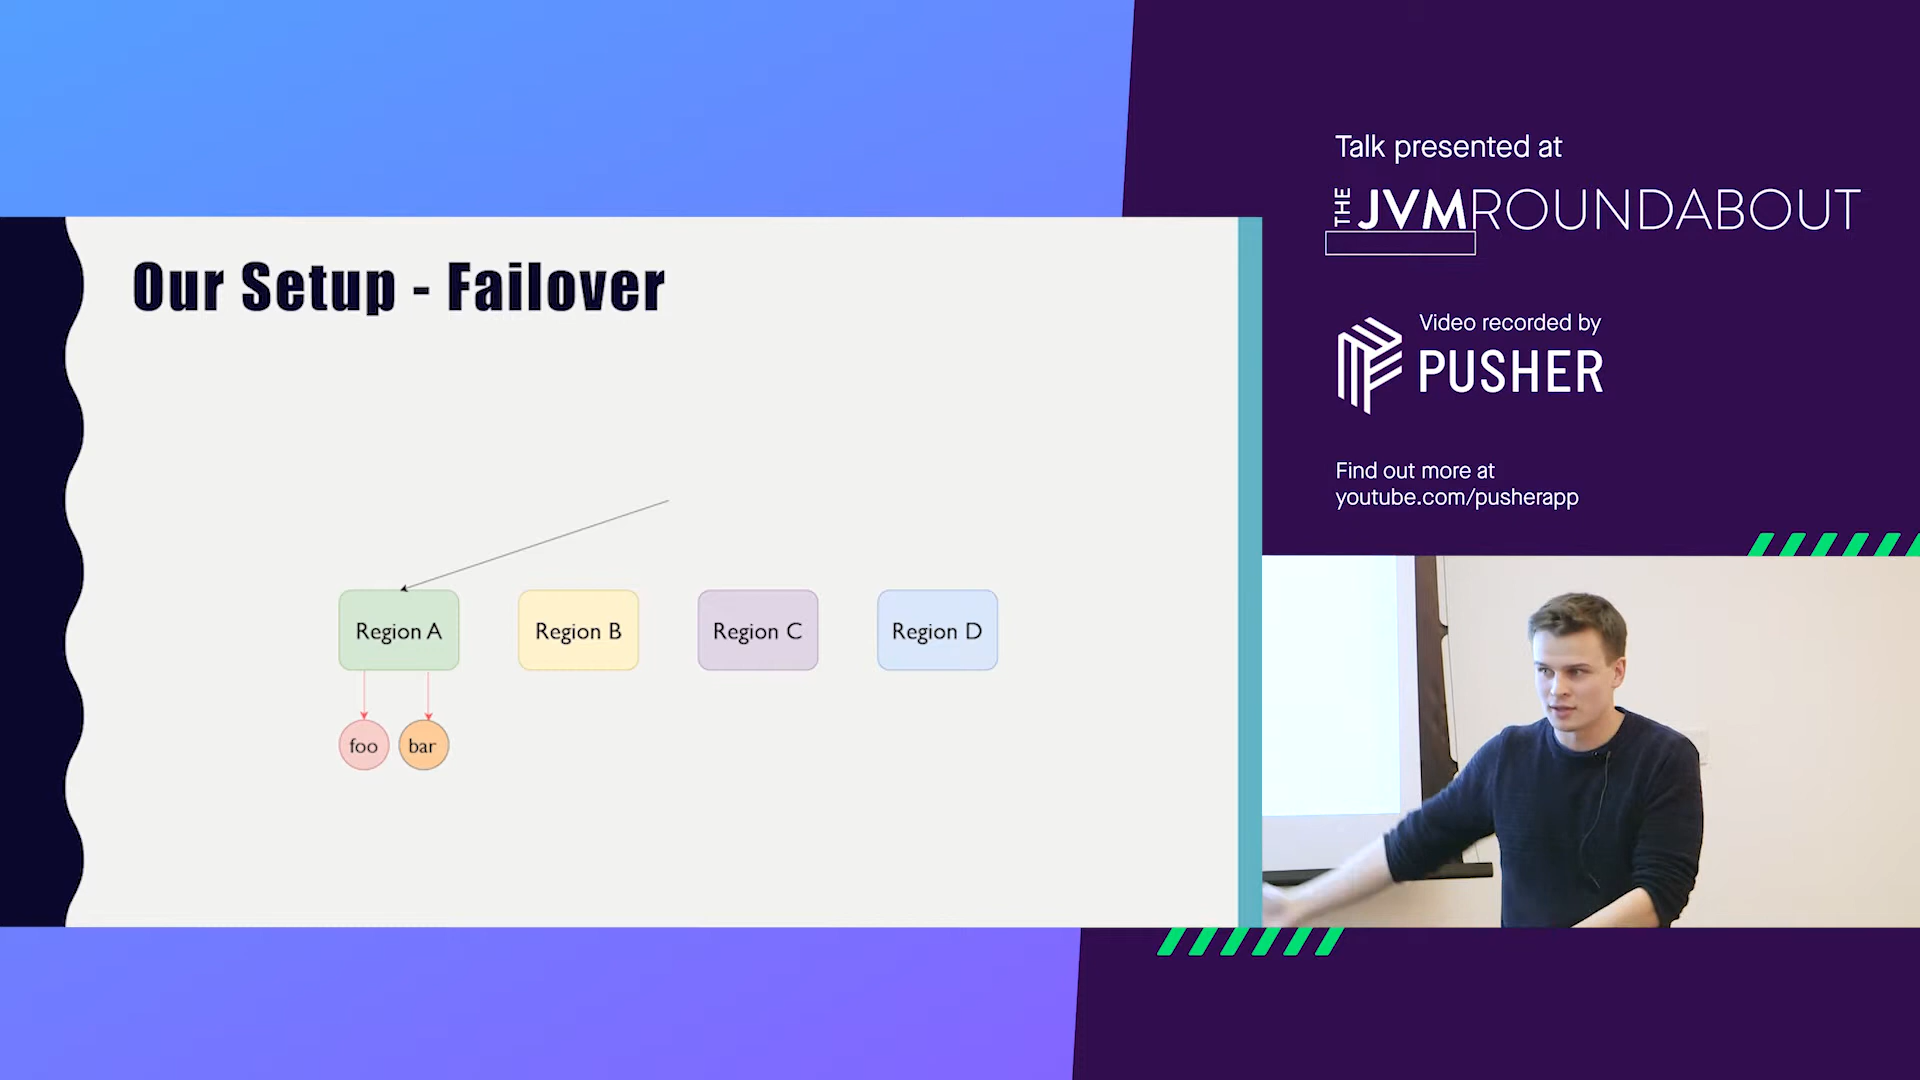 Our Setup - Failover
Region A
Region B
Region C
Region D
foo
bar
Talk presented at
THE JVMROUNDABOUT
Video recorded by
PUSHER
Find out more at
youtube.com/pusherapp